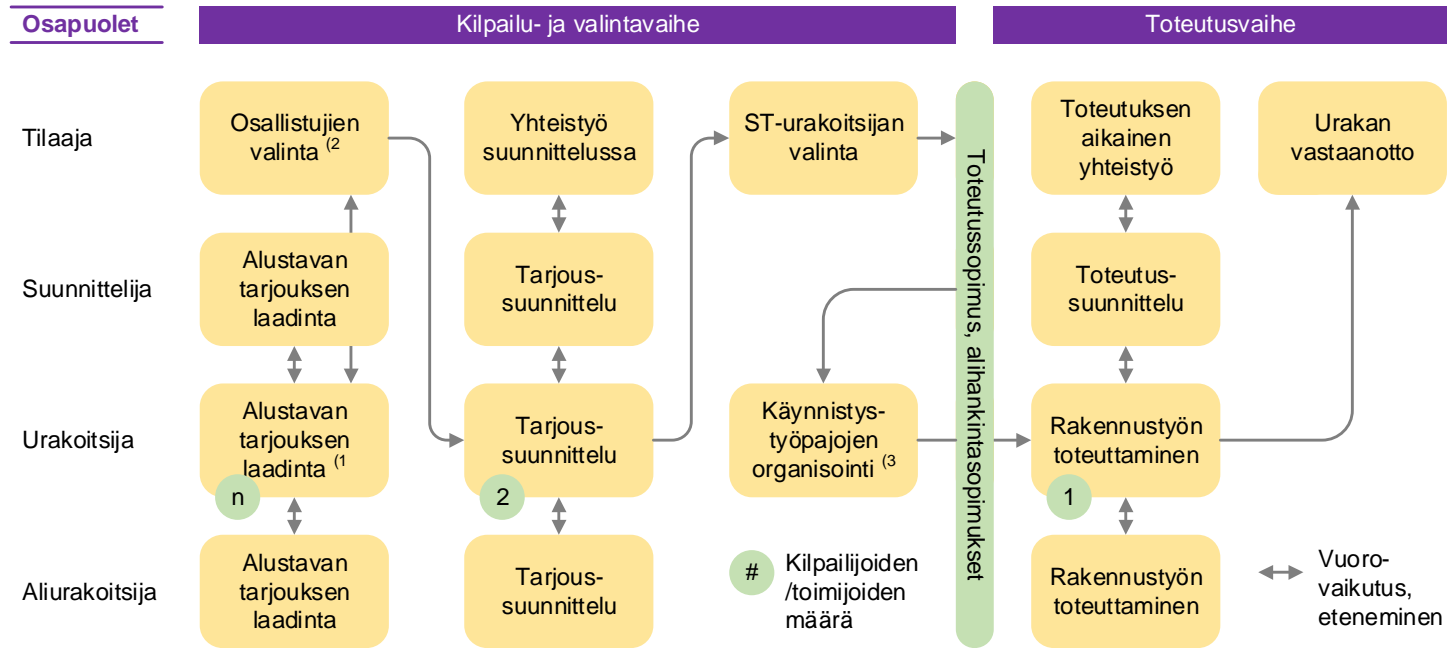 Osapuolet
Kilpailu- ja valintavaihe
Toteutusvaihe
Tilaaja
Osallistujien
valinta (2
Yhteistyö
suunnittelussa
ST-urakoitsijan
valinta
Toteutuksen
aikainen
yhteistyö
Urakan
vastaanotto
Toteutussopimus, alihankintasopimukset
Suunnittelija
Alustavan
tarjouksen
laadinta
Tarjous-
suunnittelu
Toteutus-
suunnittelu
Urakoitsija
Alustavan
tarjouksen
laadinta (1
n
Tarjous-
suunnittelu
2
Käynnistys-
työpajojen
organisointi (3
Rakennustyön
toteuttaminen
1
Aliurakoitsija
Alustavan
tarjouksen
laadinta
Tarjous-
suunnittelu
#
Kilpailijoiden
/toimijoiden
määrä
Rakennustyön
toteuttaminen
Vuoro-
vaikutus,
eteneminen